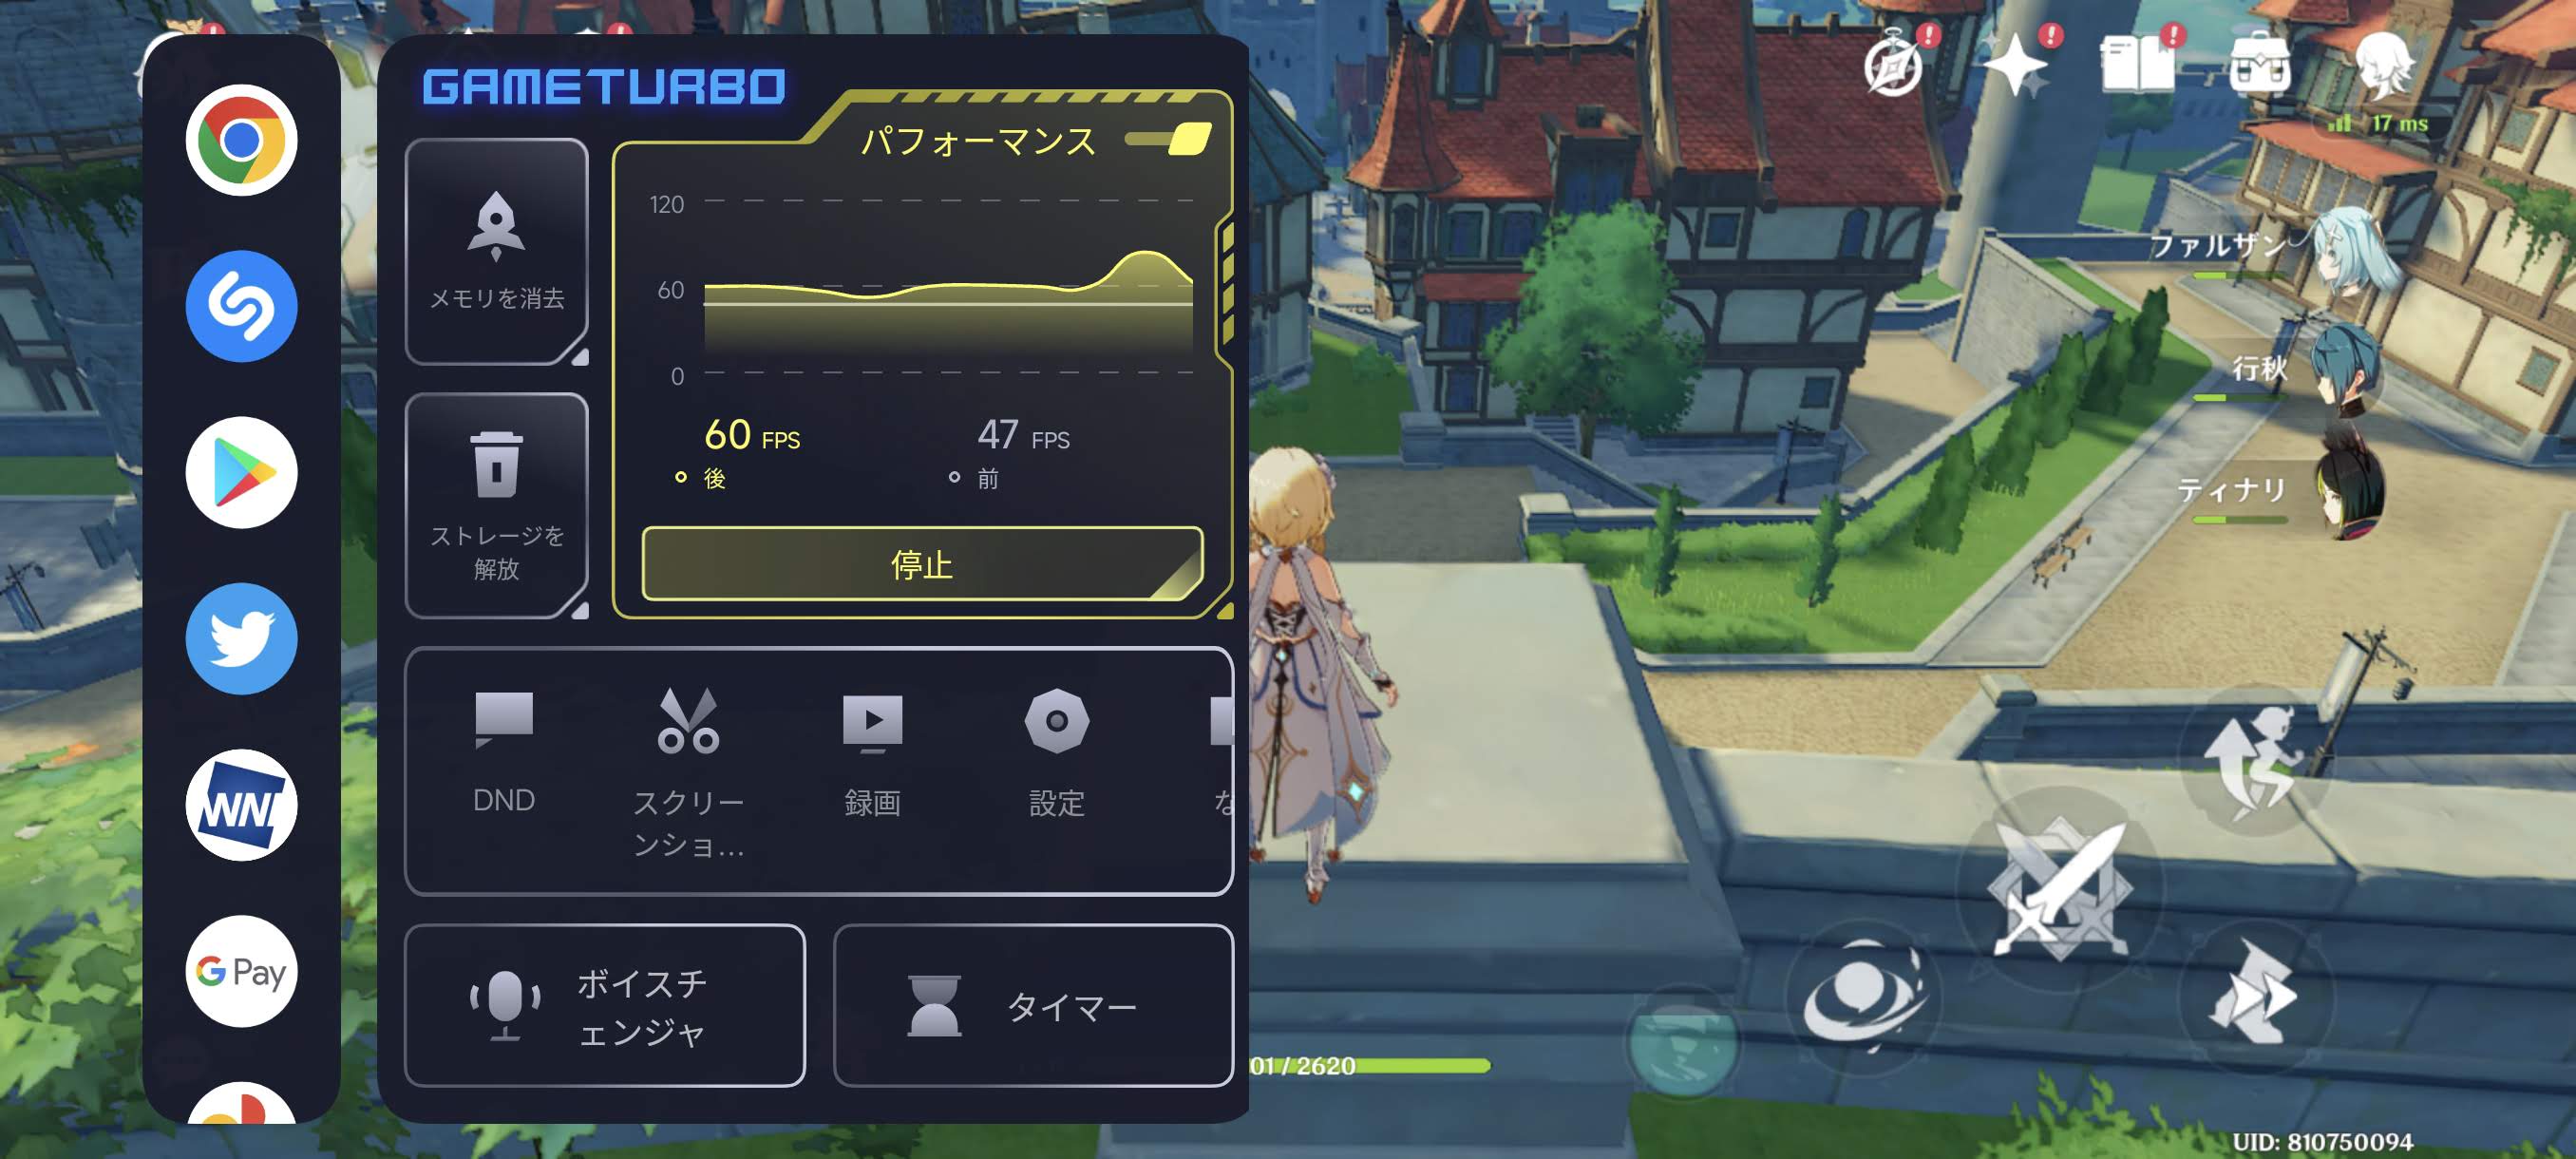 GAMETURBO
パフォーマンス
メモリを消去
ストレージを
解放
120
60
0
60 FPS
後
47 FPS
前
停止
DND
スクリー
ンショ...
録画
設定
な
ボイスチ
ェンジャ
タイマー
WNI
G Pay
17 ms
ファルザン
行秋
ティナリ
01 / 2620
UID: 810750094